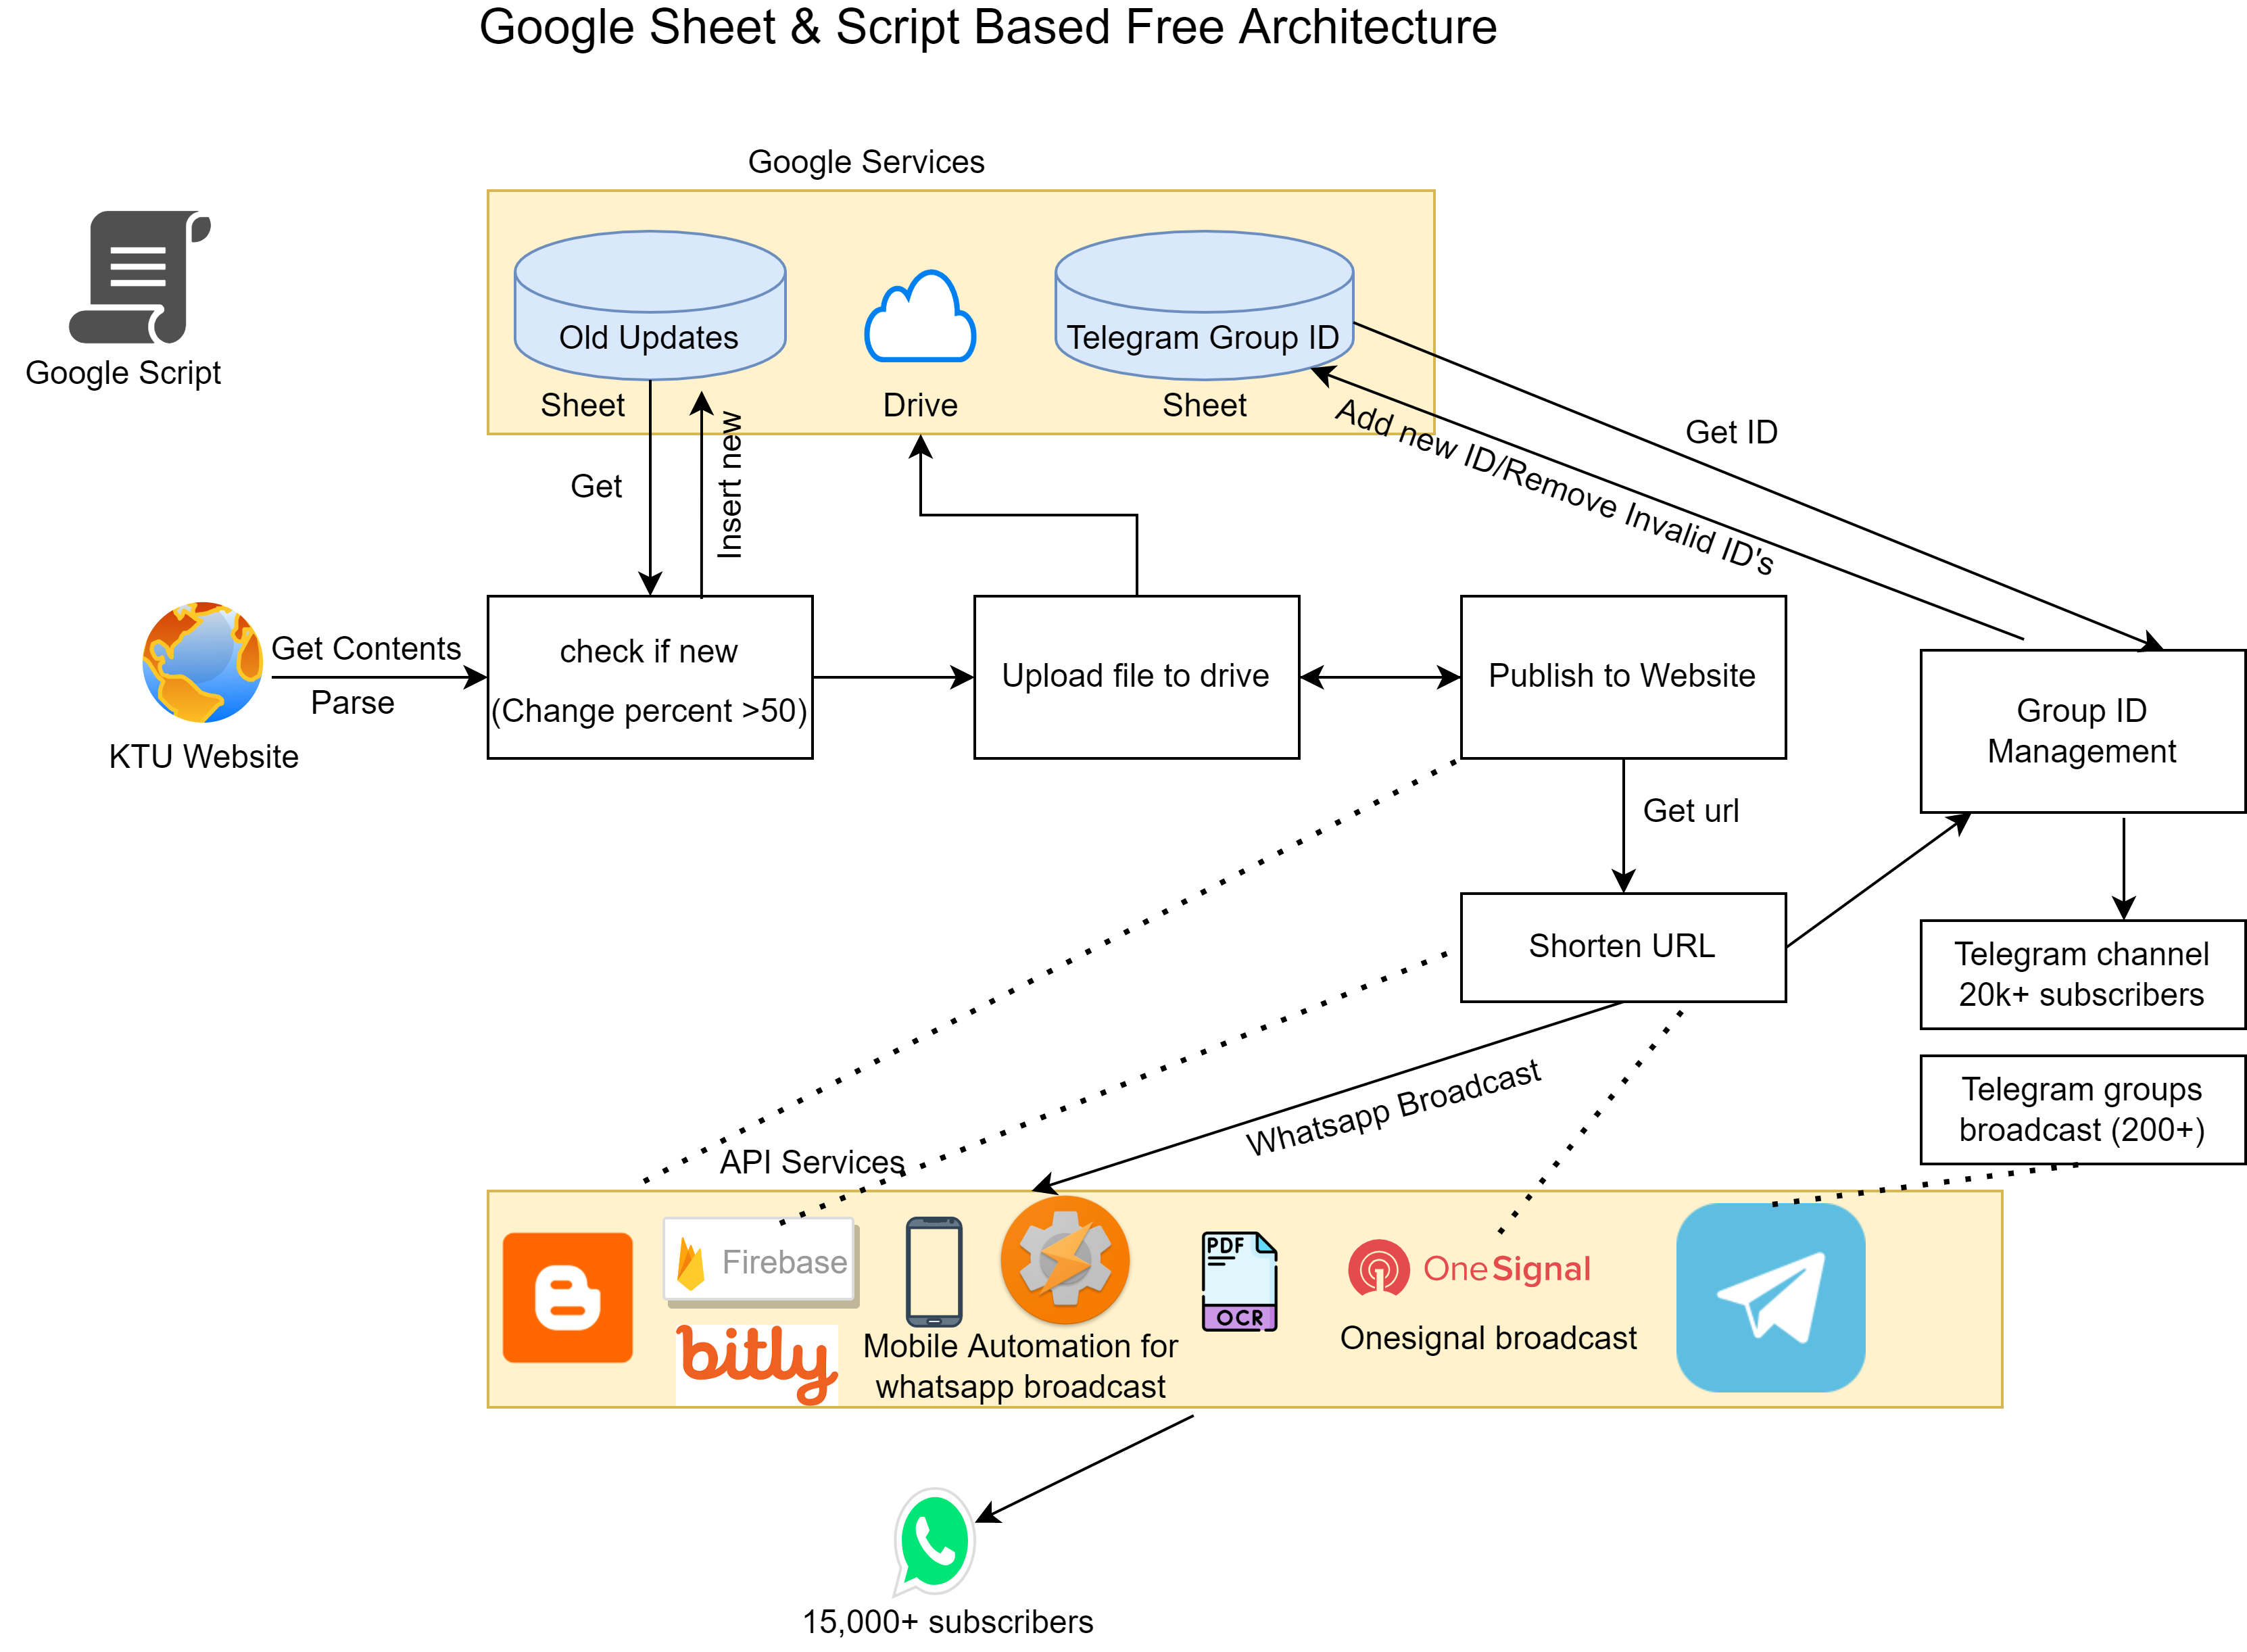 Google Sheet & Script Based Free Architecture
Google Services
Google Script
Old Updates
Telegram Group ID
Sheet
Drive
Sheet
Get
Insert new
Add new ID/Remove Invalid ID's
Get ID
Get Contents
Parse
KTU Website
check if new
(Change percent >50)
Upload file to drive
Publish to Website
Group ID
Management
Get url
Shorten URL
Telegram channel
20k+ subscribers
Telegram groups
broadcast (200+)
Whatsapp Broadcast
API Services
Firebase
bitly
Mobile Automation for
whatsapp broadcast
PDF
OCR
OneSignal
Onesignal broadcast
15,000+ subscribers